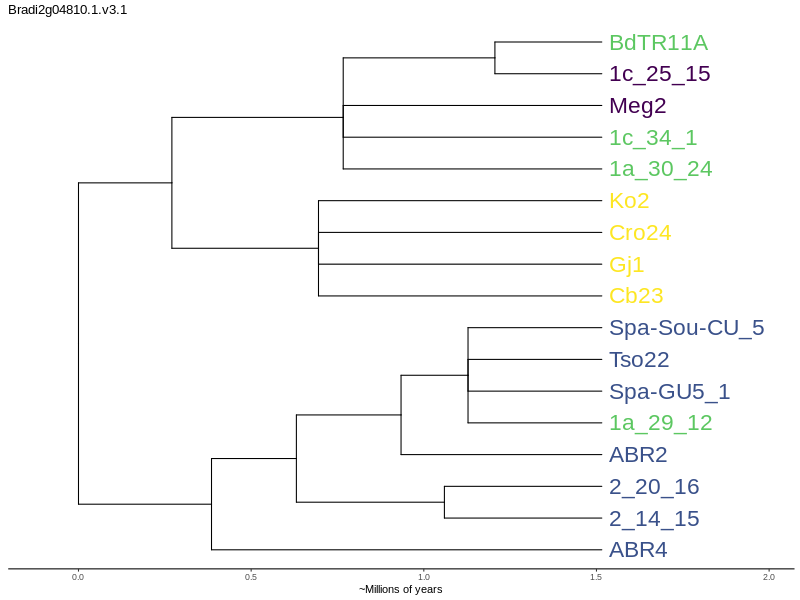 Bradi2g04810.1.v3.1
BdTR11A
1c_25_15
Meg2
1c_34_1
1a_30_24
Ko2
Cro24
Gj1
Cb23
Spa-Sou-CU_5
Tso22
Spa-GU5_1
1a_29_12
ABR2
2_20_16
2_14_15
ABR4
0.0 0.5 1.0 1.5 2.0
~Millions of years